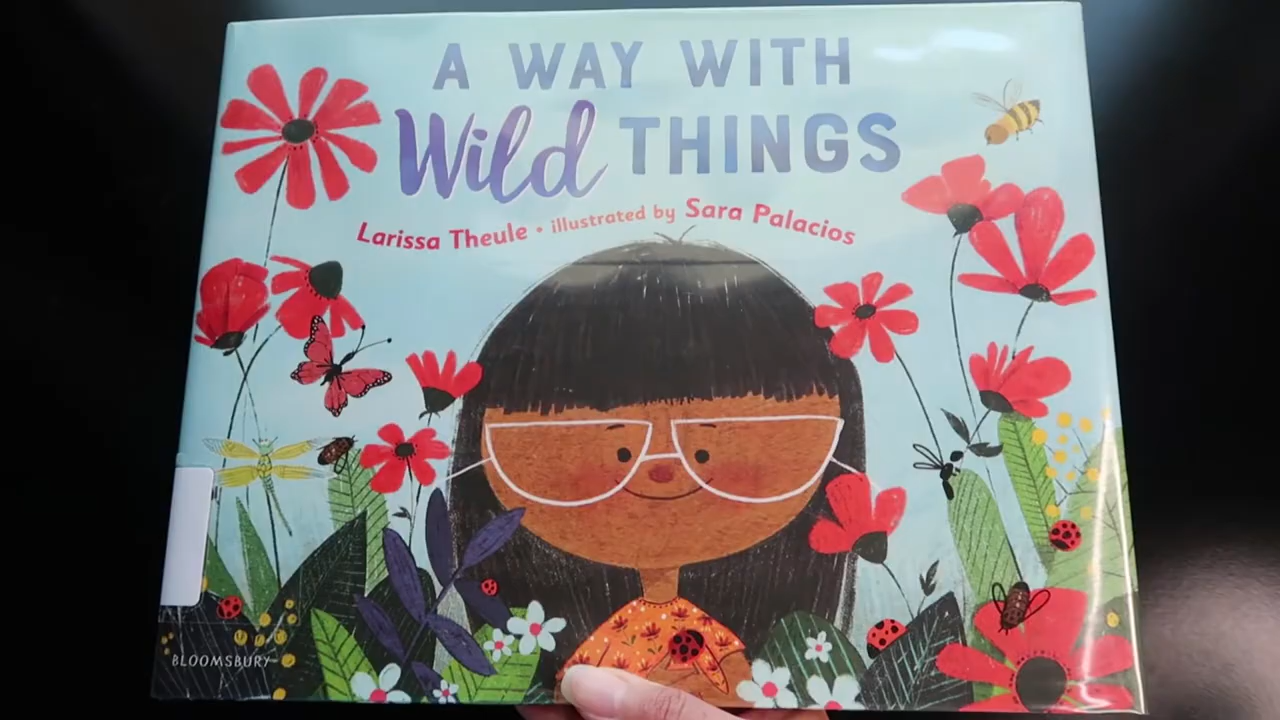 A WAY WITH
Wild THINGS
Larissa Theule • illustrated by Sara Palacios
BLOOMSBURY